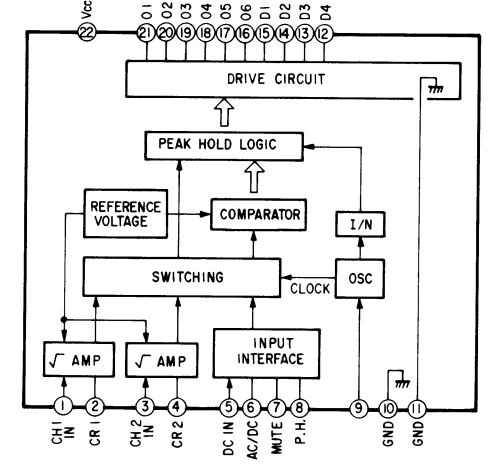 Vcc O1 O2 O3 O4 O5 O6 D1 D2 D3 D4
22 21 20 19 18 17 16 15 14 13 12
DRIVE CIRCUIT
PEAK HOLD LOGIC
REFERENCE
VOLTAGE
COMPARATOR
I/N
SWITCHING
CLOCK
OSC
√ AMP
√ AMP
INPUT
INTERFACE
1 2 3 4 5 6 7 8 9 10 11
CH1
IN
CR1
CH2
IN
CR2
DC IN
AC/DC
MUTE
P.H.
GND
GND